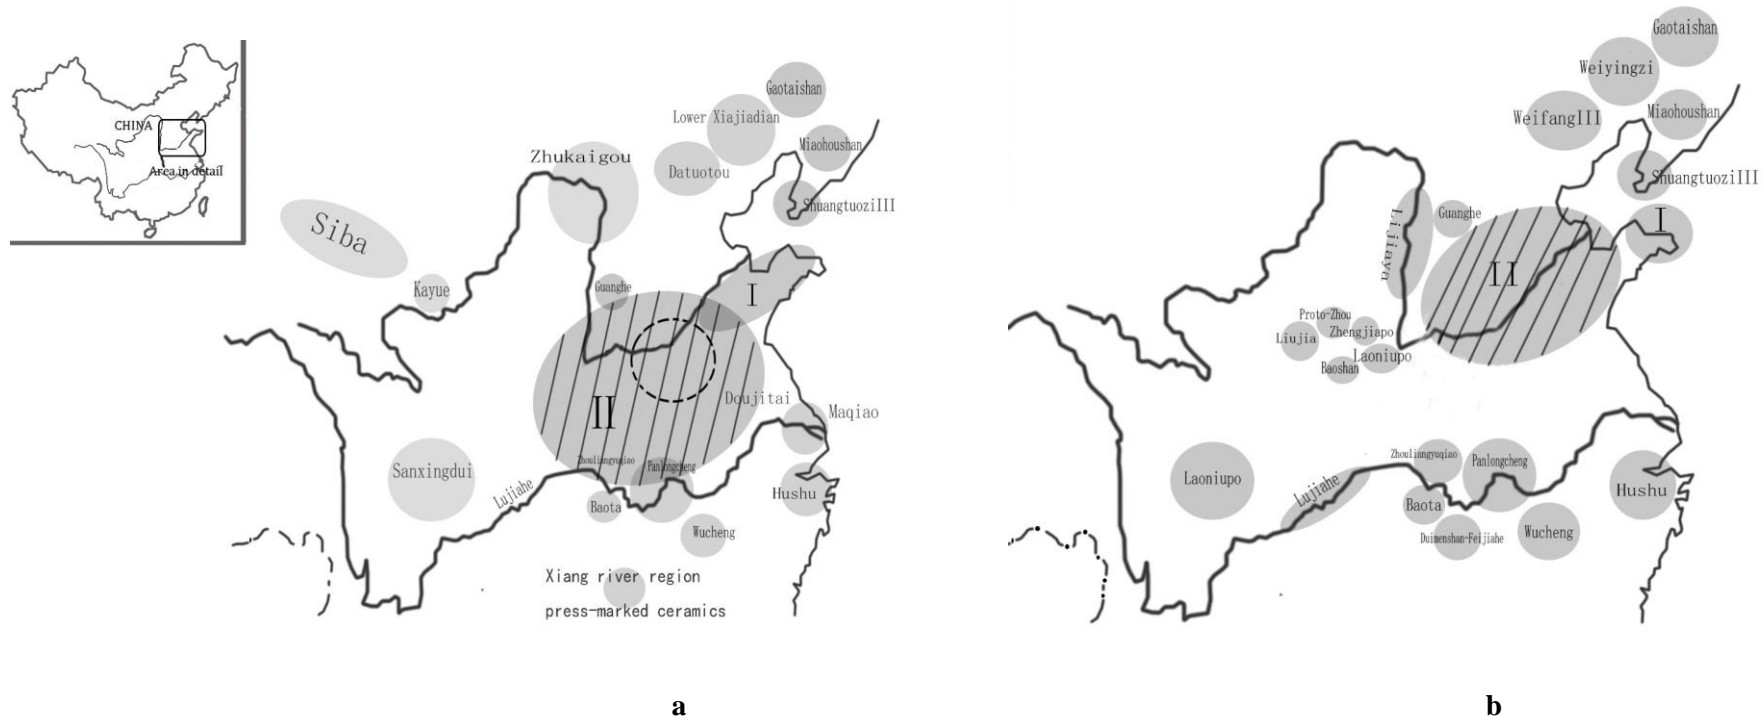 CHINA
Area in detail
Gaotaishan
Lower Xiajiadian
Miaohoushan
Zhukaigou
Datuotou
ShuangtuoziIII
Siba
Kayue
Guanghe
I
II
Doujitai
Maqiao
Sanxingdui
Zhouliangyuqiao
Panlongcheng
Lujiahe
Baota
Hushu
Wucheng
Xiang river region
press-marked ceramics
a
Gaotaishan
Weiyingzi
WeifangIII
Miaohoushan
ShuangtuoziIII
Lijiaya
Guanghe
I
II
Proto-Zhou
Zhengjiapo
Liujia
Laoniupo
Baoshan
Zhouliangyuqiao
Panlongcheng
Laoniupo
Lujiahe
Baota
Hushu
Duimenshan-Feijiahe
Wucheng
b